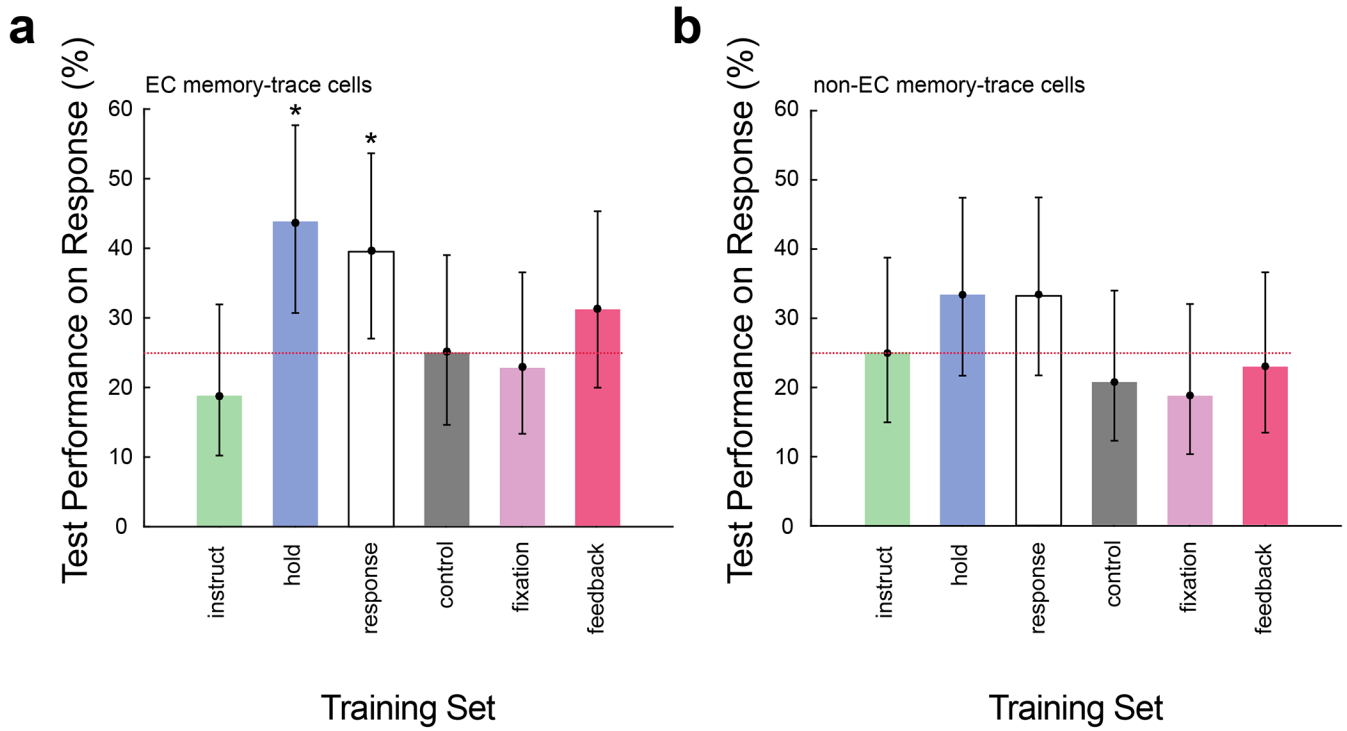 a
EC memory-trace cells
Test Performance on Response (%)
60
50
40
30
20
10
0
*
*
instruct
hold
response
control
fixation
feedback
Training Set
b
non-EC memory-trace cells
Test Performance on Response (%)
60
50
40
30
20
10
0
instruct
hold
response
control
fixation
feedback
Training Set